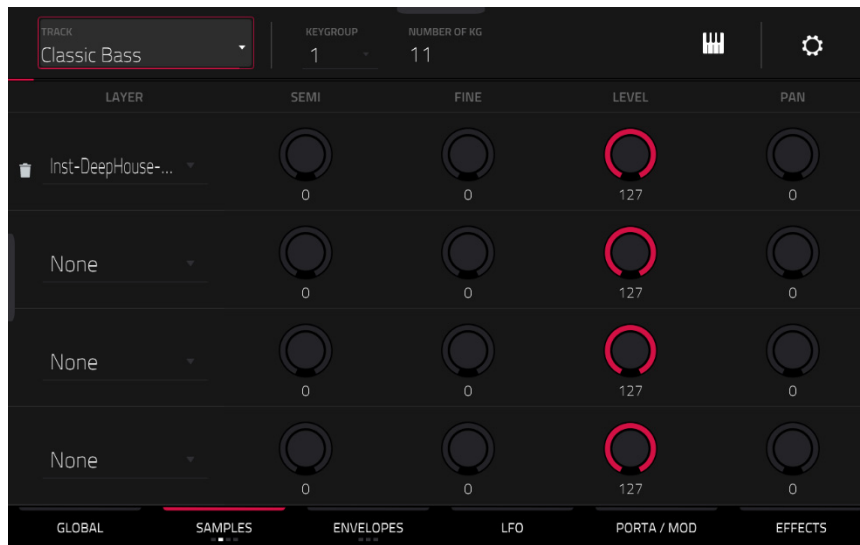 TRACK KEYGROUP NUMBER OF KG
Classic Bass 1 11
LAYER SEMI FINE LEVEL PAN
Inst-DeepHouse-...
0 0 127 0
None
0 0 127 0
None
0 0 127 0
None
0 0 127 0
GLOBAL SAMPLES ENVELOPES LFO PORTA / MOD EFFECTS